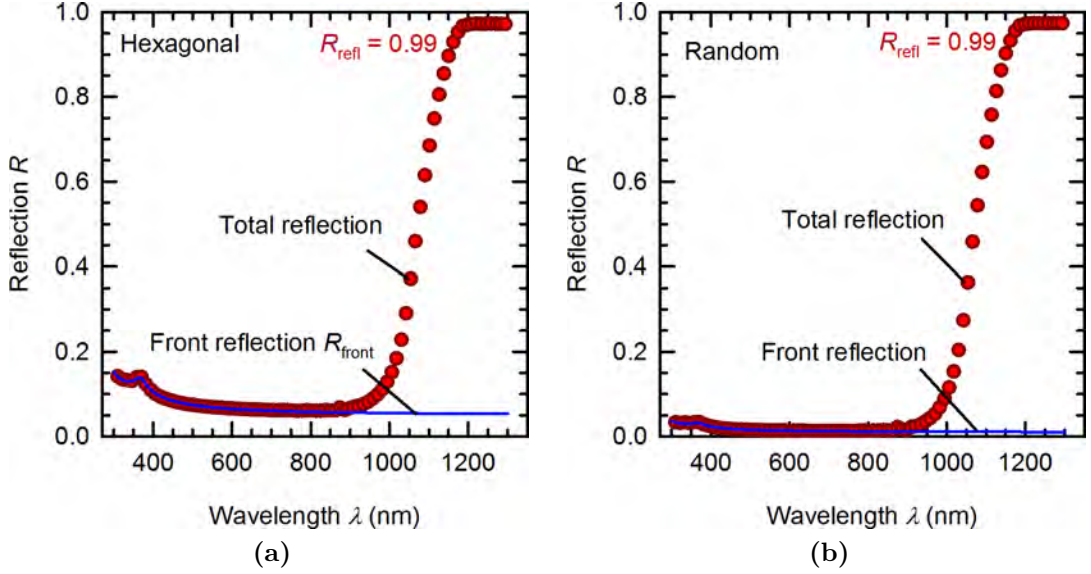 Hexagonal
R_refl = 0.99
Total reflection
Front reflection R_front
Reflection R
1.0
0.8
0.6
0.4
0.2
0.0
400 600 800 1000 1200
Wavelength λ (nm)
(a)
Random
R_refl = 0.99
Total reflection
Front reflection
Reflection R
1.0
0.8
0.6
0.4
0.2
0.0
400 600 800 1000 1200
Wavelength λ (nm)
(b)